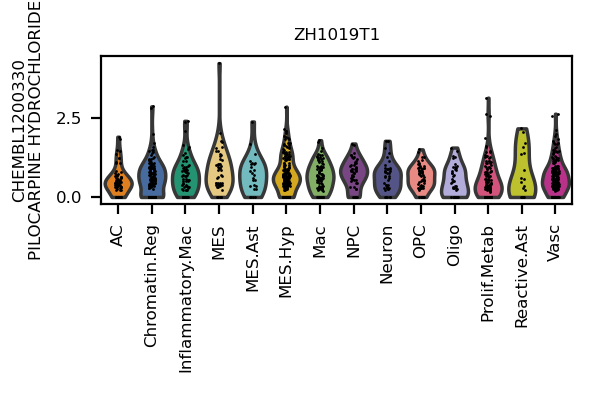 ZH1019T1
CHEMBL1200330
PILOCARPINE HYDROCHLORIDE
2.5
0.0
AC
Chromatin.Reg
Inflammatory.Mac
MES
MES.Ast
MES.Hyp
Mac
NPC
Neuron
OPC
Oligo
Prolif.Metab
Reactive.Ast
Vasc